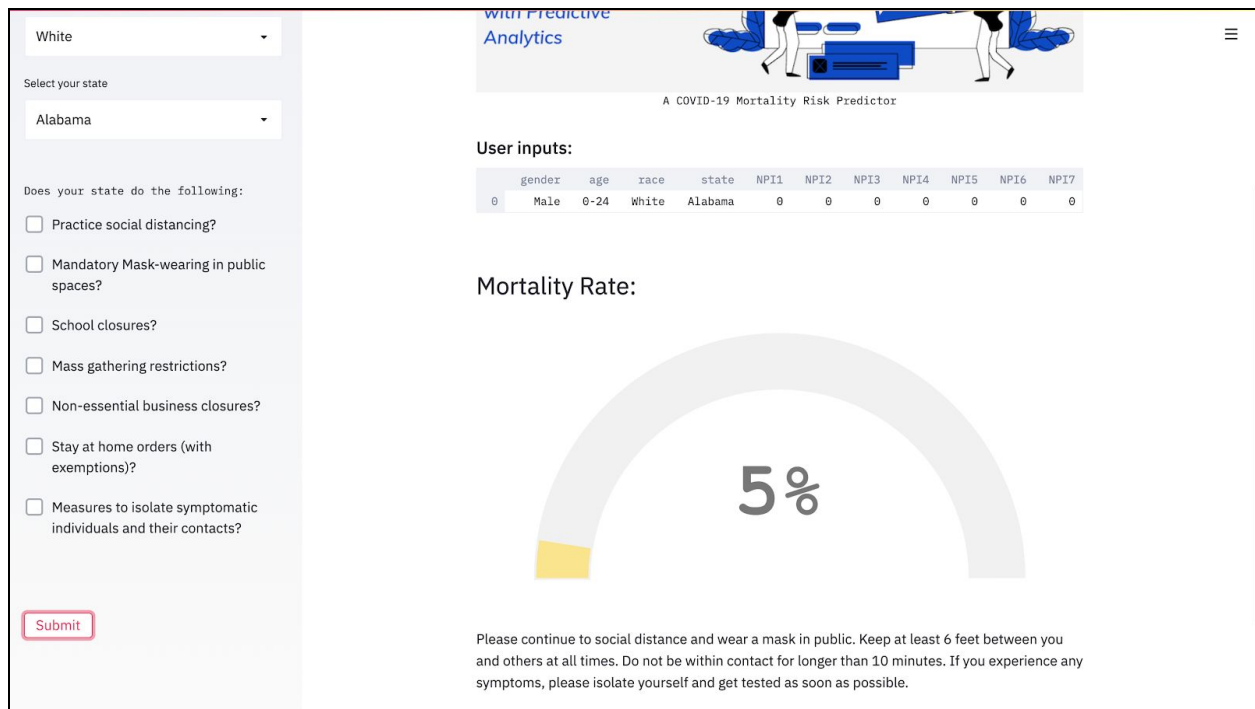 White
Select your state
Alabama
Does your state do the following:
Practice social distancing?
Mandatory Mask-wearing in public
spaces?
School closures?
Mass gathering restrictions?
Non-essential business closures?
Stay at home orders (with
exemptions)?
Measures to isolate symptomatic
individuals and their contacts?
Submit
with Predictive
Analytics
A COVID-19 Mortality Risk Predictor
User inputs:
gender age race state NPI1 NPI2 NPI3 NPI4 NPI5 NPI6 NPI7
0 Male 0-24 White Alabama 0 0 0 0 0 0 0
Mortality Rate:
5%
Please continue to social distance and wear a mask in public. Keep at least 6 feet between you
and others at all times. Do not be within contact for longer than 10 minutes. If you experience any
symptoms, please isolate yourself and get tested as soon as possible.